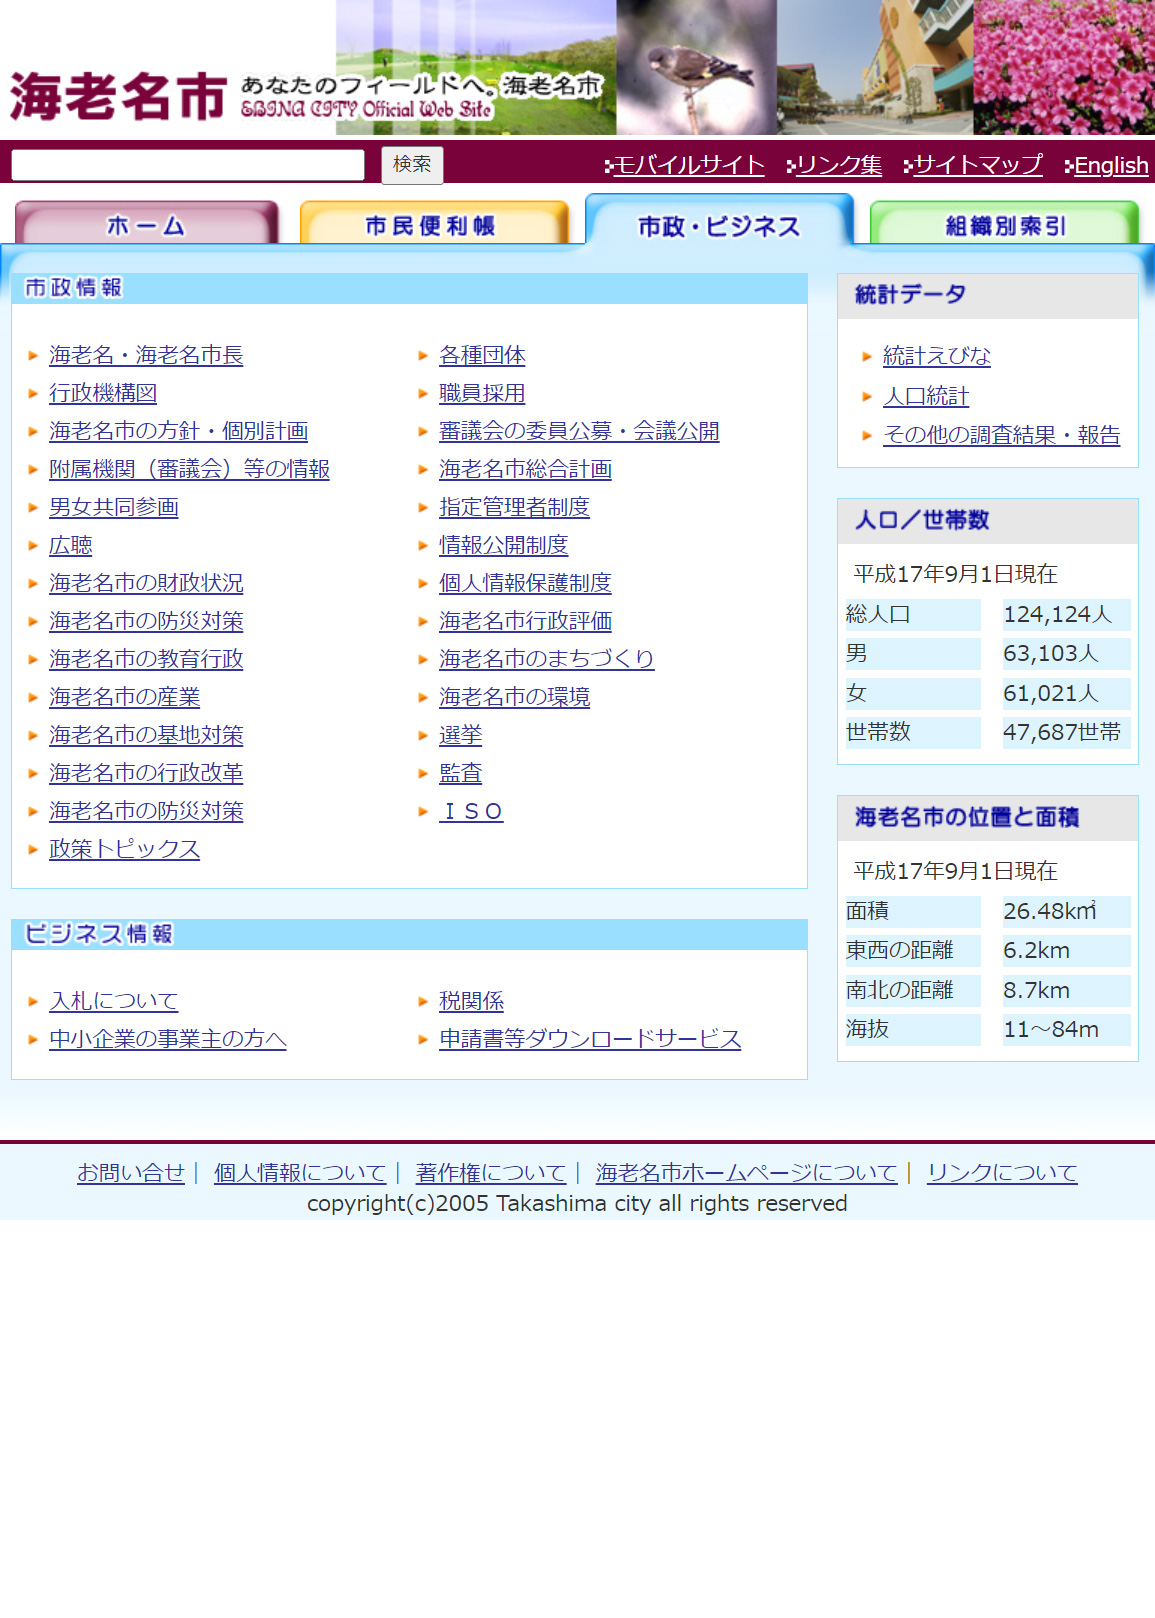 海老名市
あなたのフィールドへ。海老名市
EBINA CITY Official Web Site
検索
モバイルサイト リンク集 サイトマップ English
ホーム 市民便利帳 市政・ビジネス 組織別索引
市政情報
海老名・海老名市長 各種団体
行政機構図 職員採用
海老名市の方針・個別計画 審議会の委員公募・会議公開
附属機関（審議会）等の情報 海老名市総合計画
男女共同参画 指定管理者制度
広聴 情報公開制度
海老名市の財政状況 個人情報保護制度
海老名市の防災対策 海老名市行政評価
海老名市の教育行政 海老名市のまちづくり
海老名市の産業 海老名市の環境
海老名市の基地対策 選挙
海老名市の行政改革 監査
海老名市の防災対策 ＩＳＯ
政策トピックス
ビジネス情報
入札について 税関係
中小企業の事業主の方へ 申請書等ダウンロードサービス
統計データ
統計えびな
人口統計
その他の調査結果・報告
人口／世帯数
平成17年9月1日現在
総人口 124,124人
男 63,103人
女 61,021人
世帯数 47,687世帯
海老名市の位置と面積
平成17年9月1日現在
面積 26.48k㎡
東西の距離 6.2km
南北の距離 8.7km
海抜 11～84m
お問い合せ｜ 個人情報について｜ 著作権について｜ 海老名市ホームページについて｜ リンクについて
copyright(c)2005 Takashima city all rights reserved